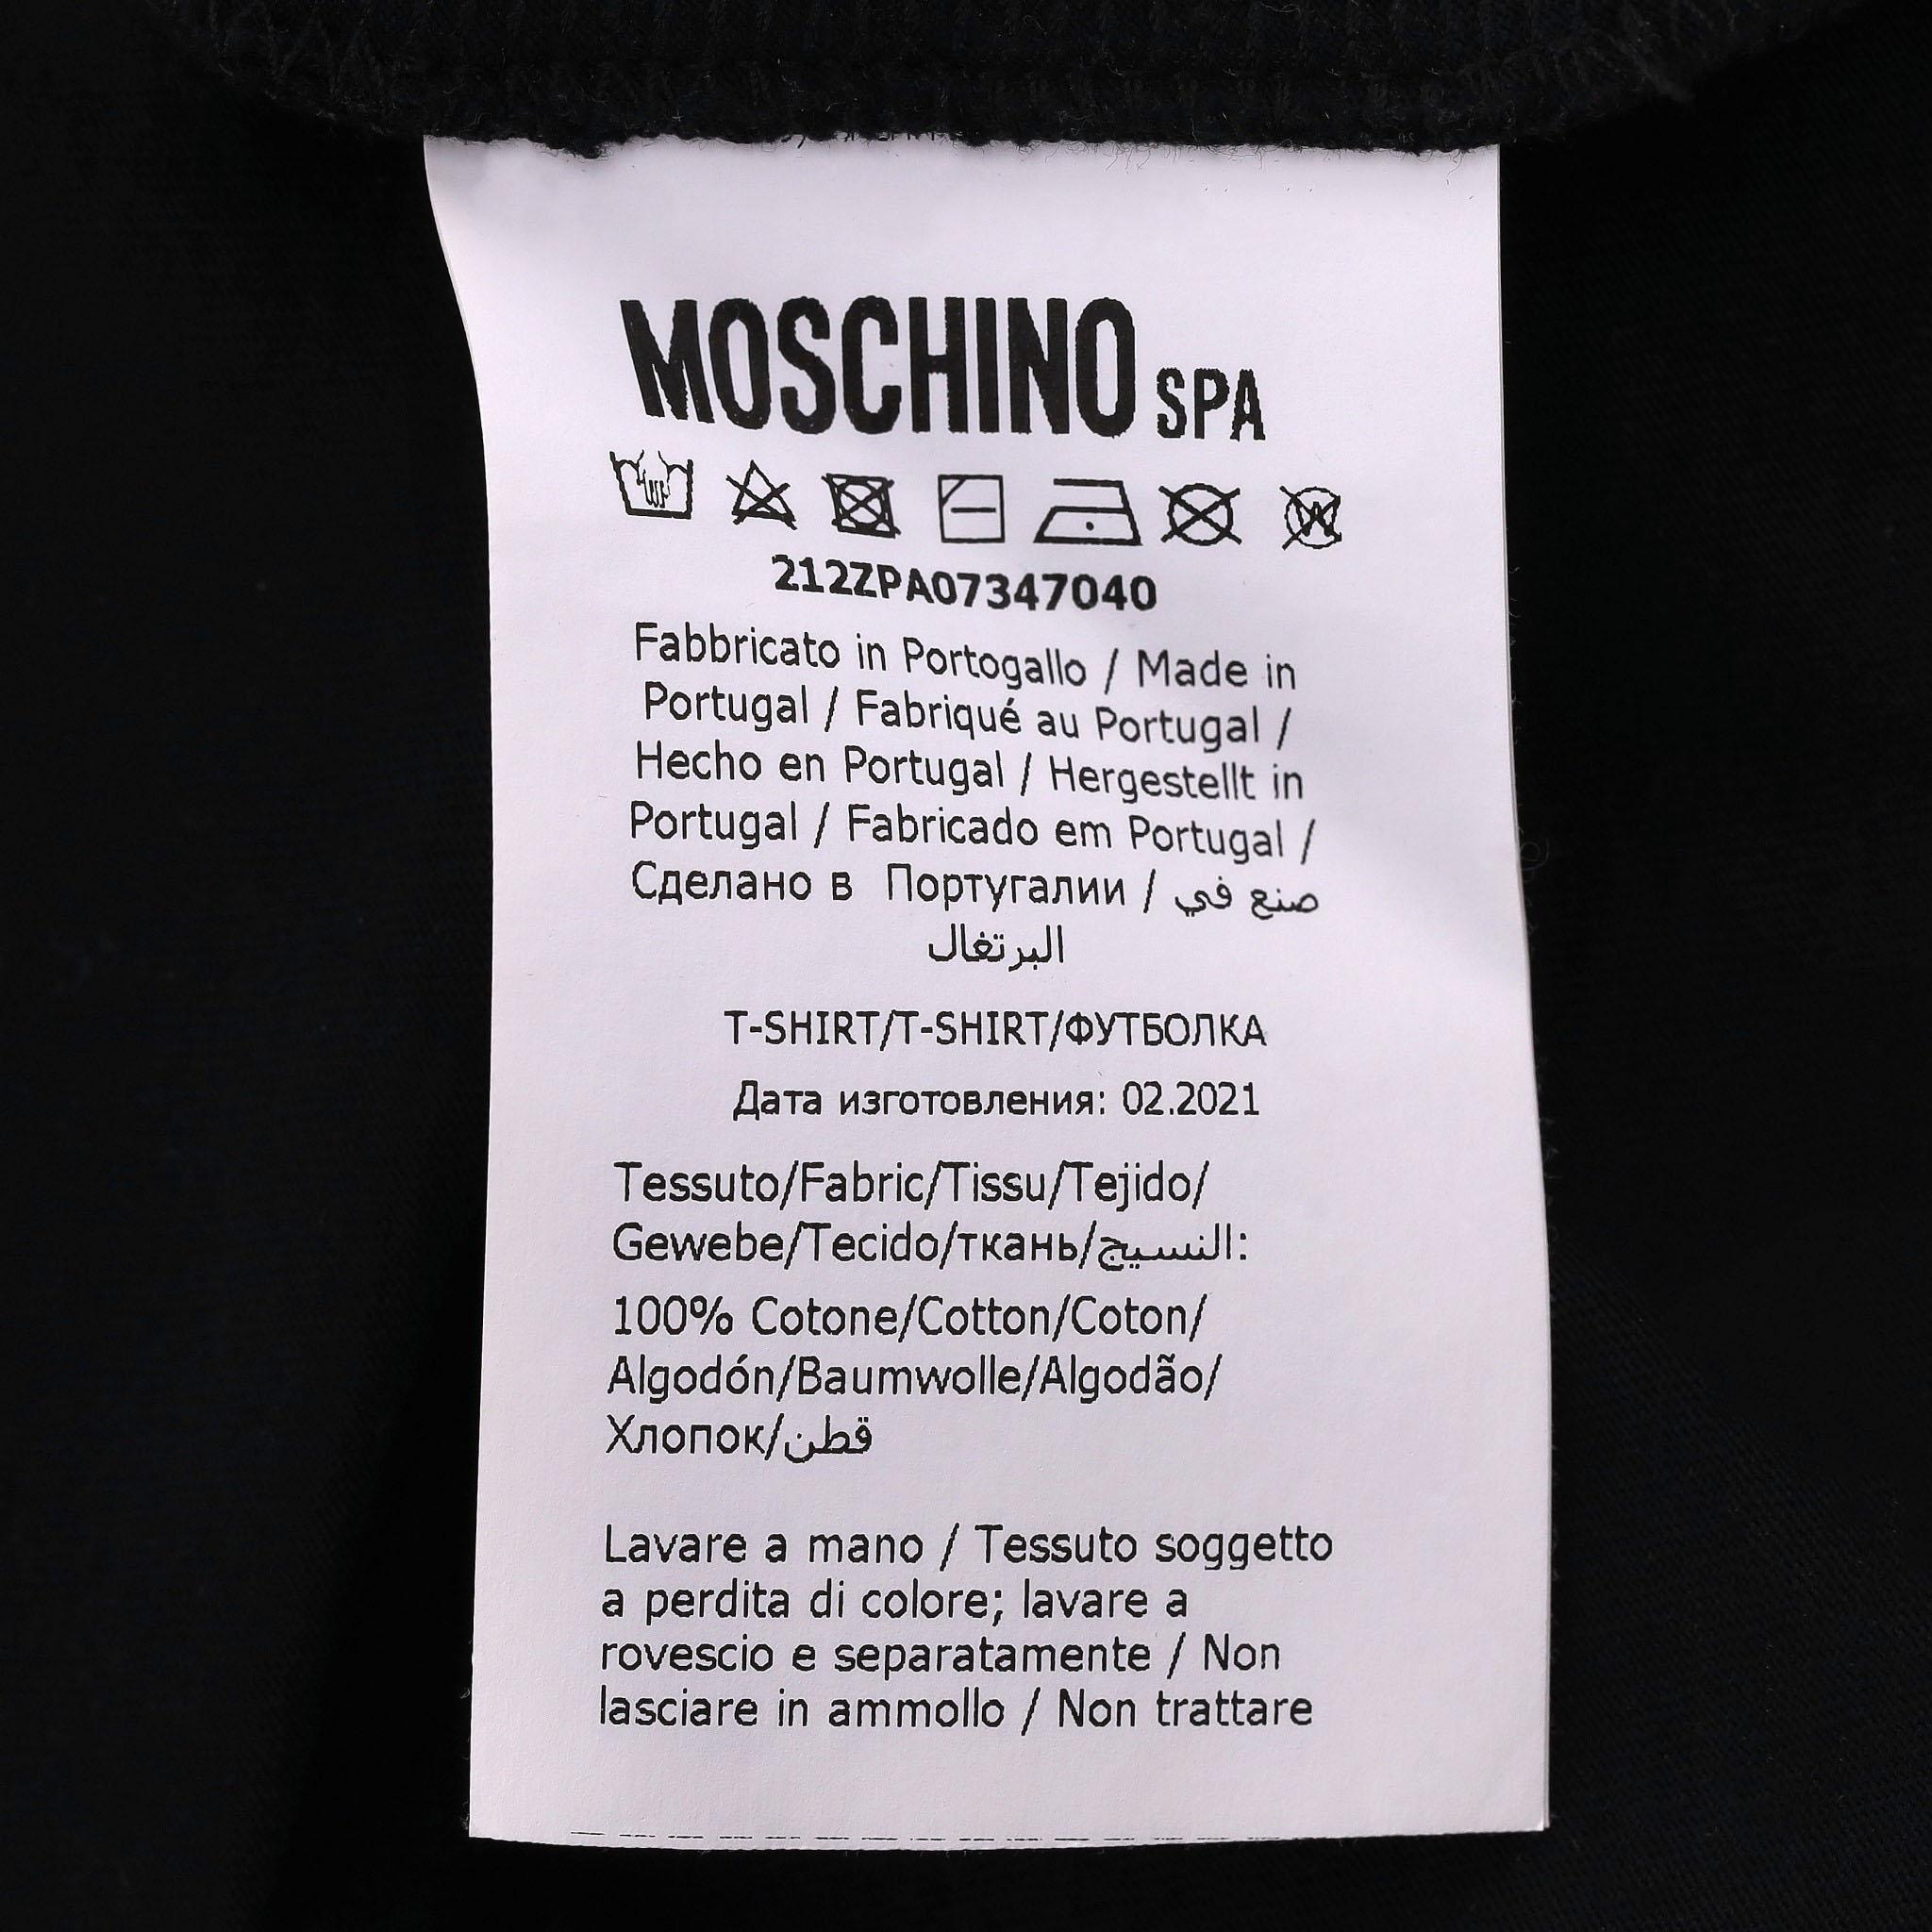 MOSCHINO SPA
212ZPA07347040
Fabbricato in Portogallo / Made in
Portugal / Fabriqué au Portugal /
Hecho en Portugal / Hergestellt in
Portugal / Fabricado em Portugal /
Сделано в Португалии / صنع في
البرتغال
T-SHIRT/T-SHIRT/ФУТБОЛКА
Дата изготовления: 02.2021
Tessuto/Fabric/Tissu/Tejido/
Gewebe/Tecido/ткань/النسيج:
100% Cotone/Cotton/Coton/
Algodón/Baumwolle/Algodão/
Хлопок/قطن
Lavare a mano / Tessuto soggetto
a perdita di colore; lavare a
rovescio e separatamente / Non
lasciare in ammollo / Non trattare